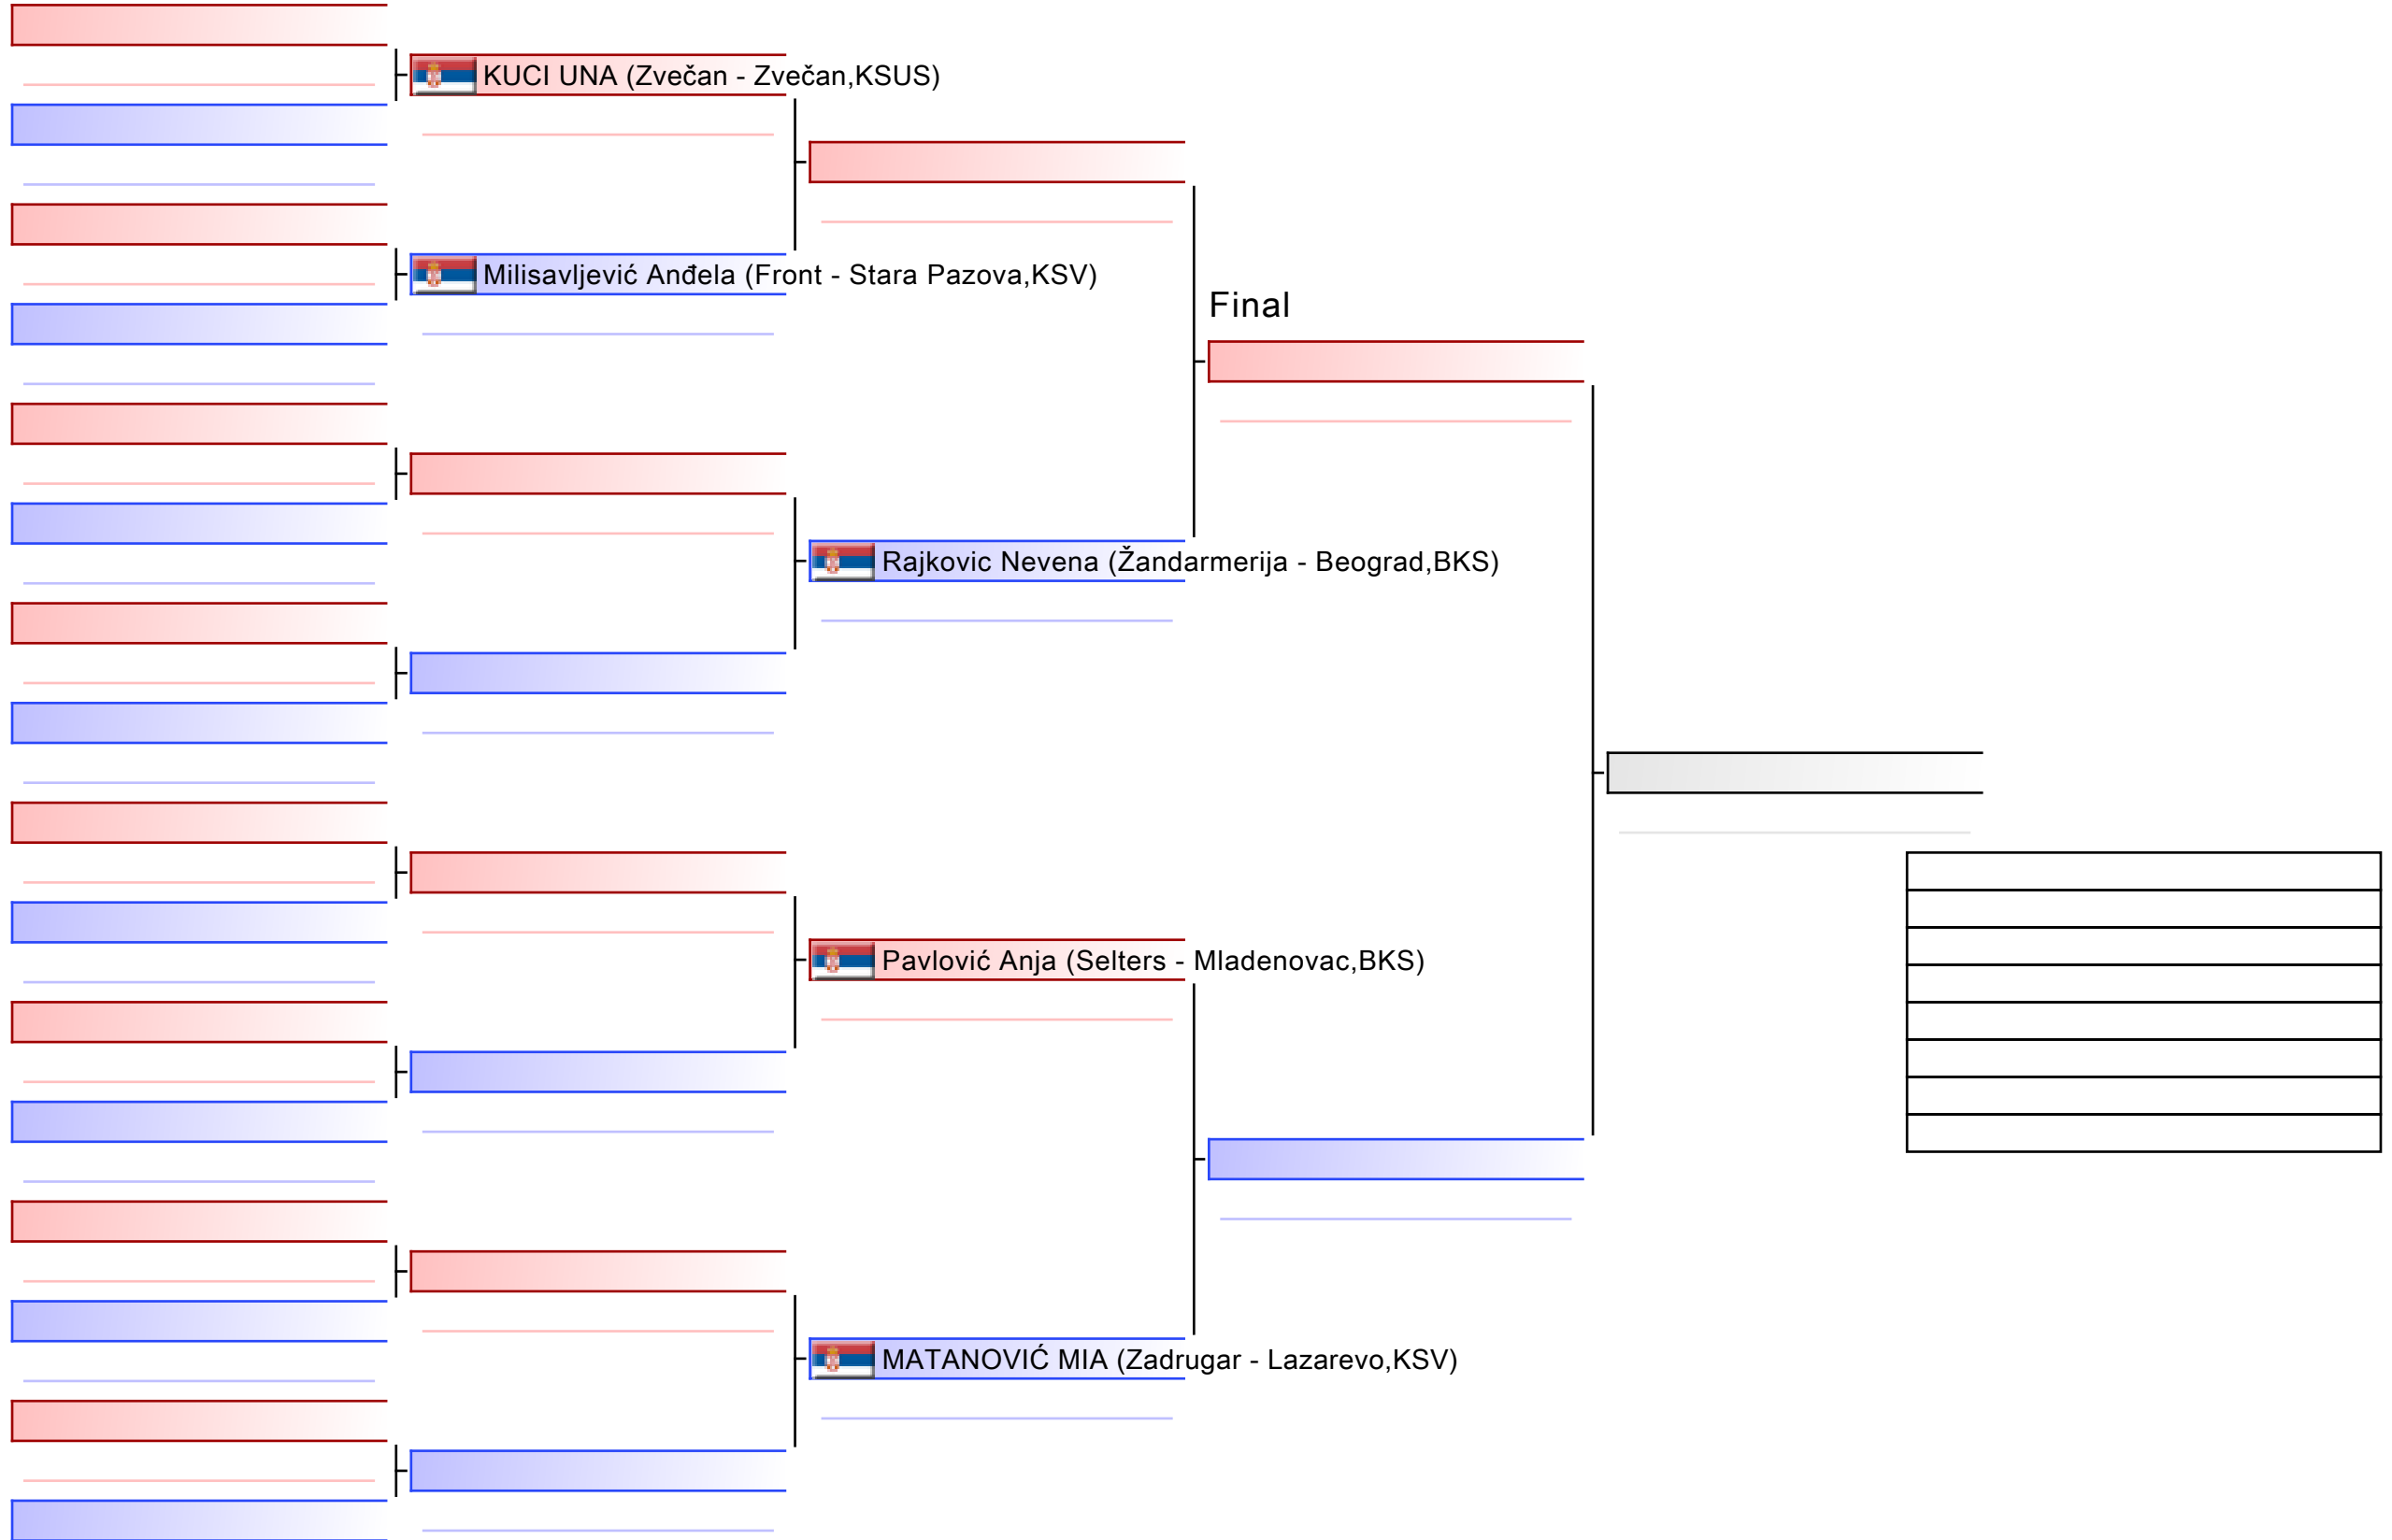 KUCI UNA (Zvečan - Zvečan,KSUS)
Milisavljević Anđela (Front - Stara Pazova,KSV)
Final
Rajkovic Nevena (Žandarmerija - Beograd,BKS)
Pavlović Anja (Selters - Mladenovac,BKS)
MATANOVIĆ MIA (Zadrugar - Lazarevo,KSV)